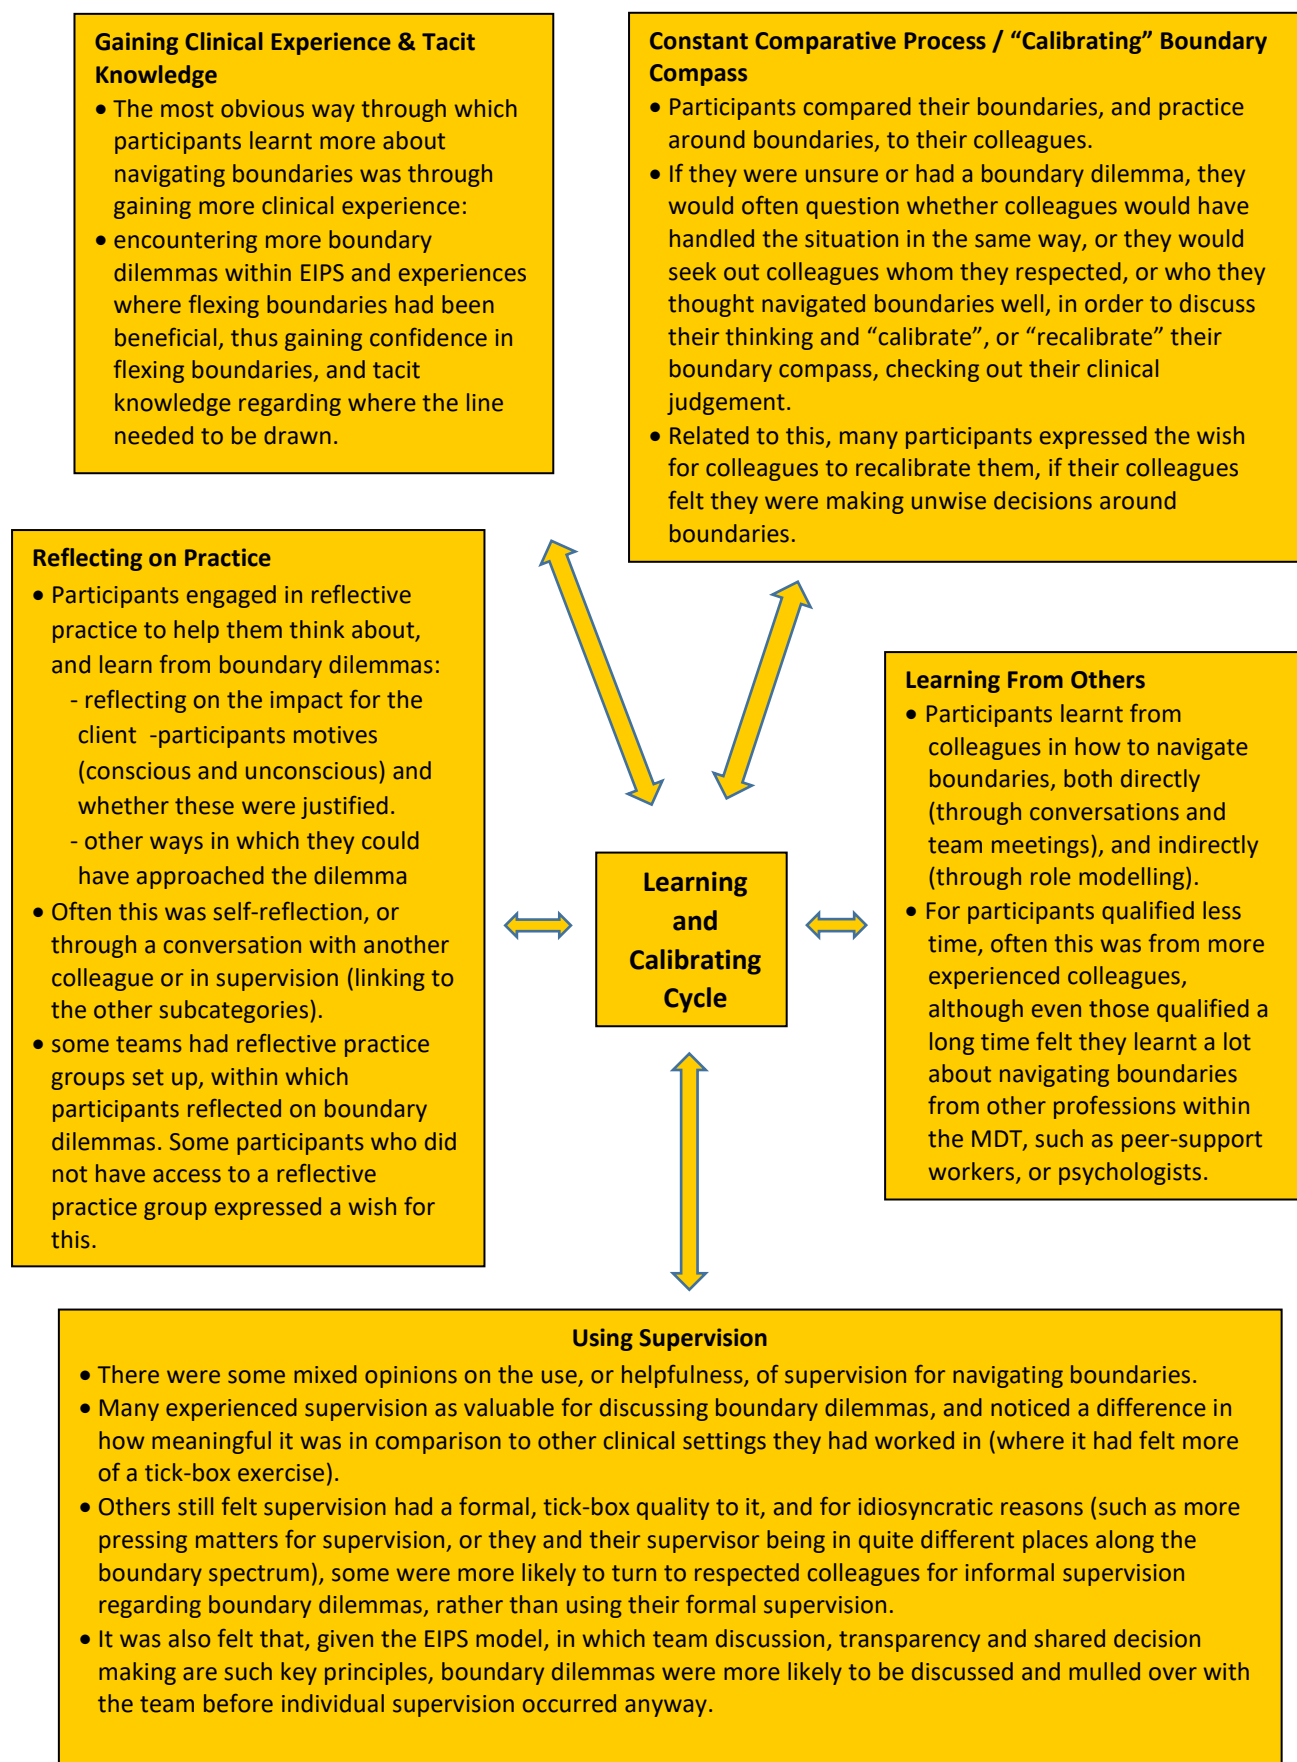 Gaining Clinical Experience & Tacit
Knowledge
• The most obvious way through which
participants learnt more about
navigating boundaries was through
gaining more clinical experience:
• encountering more boundary
dilemmas within EIPS and experiences
where flexing boundaries had been
beneficial, thus gaining confidence in
flexing boundaries, and tacit
knowledge regarding where the line
needed to be drawn.
Constant Comparative Process / “Calibrating” Boundary
Compass
• Participants compared their boundaries, and practice
around boundaries, to their colleagues.
• If they were unsure or had a boundary dilemma, they
would often question whether colleagues would have
handled the situation in the same way, or they would
seek out colleagues whom they respected, or who they
thought navigated boundaries well, in order to discuss
their thinking and “calibrate”, or “recalibrate” their
boundary compass, checking out their clinical
judgement.
• Related to this, many participants expressed the wish
for colleagues to recalibrate them, if their colleagues
felt they were making unwise decisions around
boundaries.
Reflecting on Practice
• Participants engaged in reflective
practice to help them think about,
and learn from boundary dilemmas:
- reflecting on the impact for the
client -participants motives
(conscious and unconscious) and
whether these were justified.
- other ways in which they could
have approached the dilemma
• Often this was self-reflection, or
through a conversation with another
colleague or in supervision (linking to
the other subcategories).
• some teams had reflective practice
groups set up, within which
participants reflected on boundary
dilemmas. Some participants who did
not have access to a reflective
practice group expressed a wish for
this.
Learning
and
Calibrating
Cycle
Learning From Others
• Participants learnt from
colleagues in how to navigate
boundaries, both directly
(through conversations and
team meetings), and indirectly
(through role modelling).
• For participants qualified less
time, often this was from more
experienced colleagues,
although even those qualified a
long time felt they learnt a lot
about navigating boundaries
from other professions within
the MDT, such as peer-support
workers, or psychologists.
Using Supervision
• There were some mixed opinions on the use, or helpfulness, of supervision for navigating boundaries.
• Many experienced supervision as valuable for discussing boundary dilemmas, and noticed a difference in
how meaningful it was in comparison to other clinical settings they had worked in (where it had felt more
of a tick-box exercise).
• Others still felt supervision had a formal, tick-box quality to it, and for idiosyncratic reasons (such as more
pressing matters for supervision, or they and their supervisor being in quite different places along the
boundary spectrum), some were more likely to turn to respected colleagues for informal supervision
regarding boundary dilemmas, rather than using their formal supervision.
• It was also felt that, given the EIPS model, in which team discussion, transparency and shared decision
making are such key principles, boundary dilemmas were more likely to be discussed and mulled over with
the team before individual supervision occurred anyway.